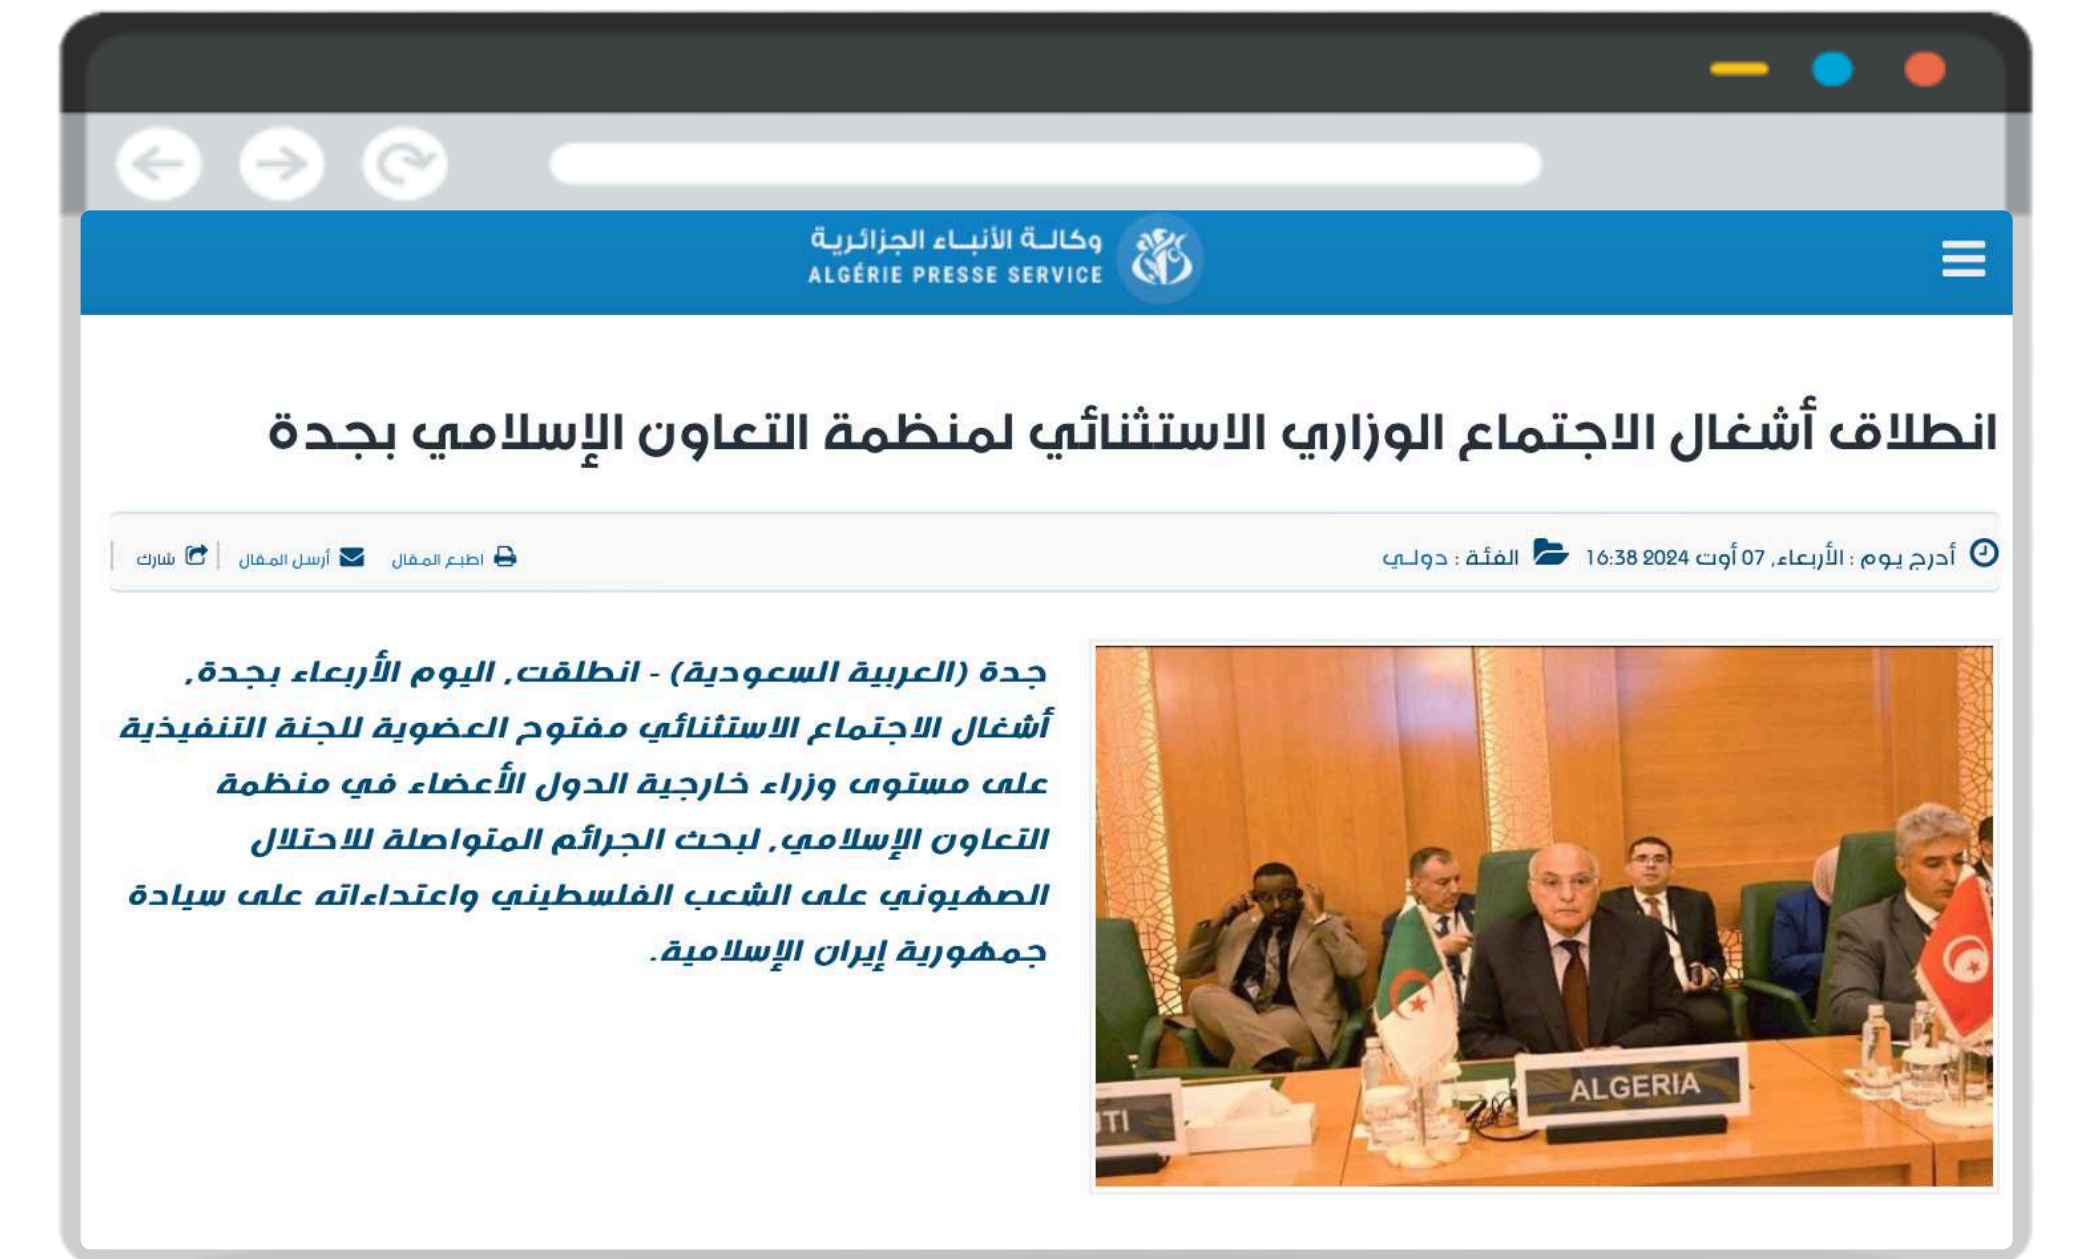 وكالـة الأنبـاء الجزائريـة
ALGÉRIE PRESSE SERVICE
انطلاق أشغال الاجتماع الوزاري الاستثنائي لمنظمة التعاون الإسلامي بجدة
أدرج يـوم : الأربعاء, 07 أوت 2024 16:38 الفئة : دولـي
اطبع المقال
أرسل المقال
شارك
جدة (العربية السعودية) - انطلقت, اليوم الأربعاء بجدة,
أشغال الاجتماع الاستثنائي مفتوح العضوية للجنة التنفيذية
على مستوى وزراء خارجية الدول الأعضاء في منظمة
التعاون الإسلامي, لبحث الجرائم المتواصلة للاحتلال
الصهيوني على الشعب الفلسطيني واعتداءاته على سيادة
جمهورية إيران الإسلامية.
ALGERIA